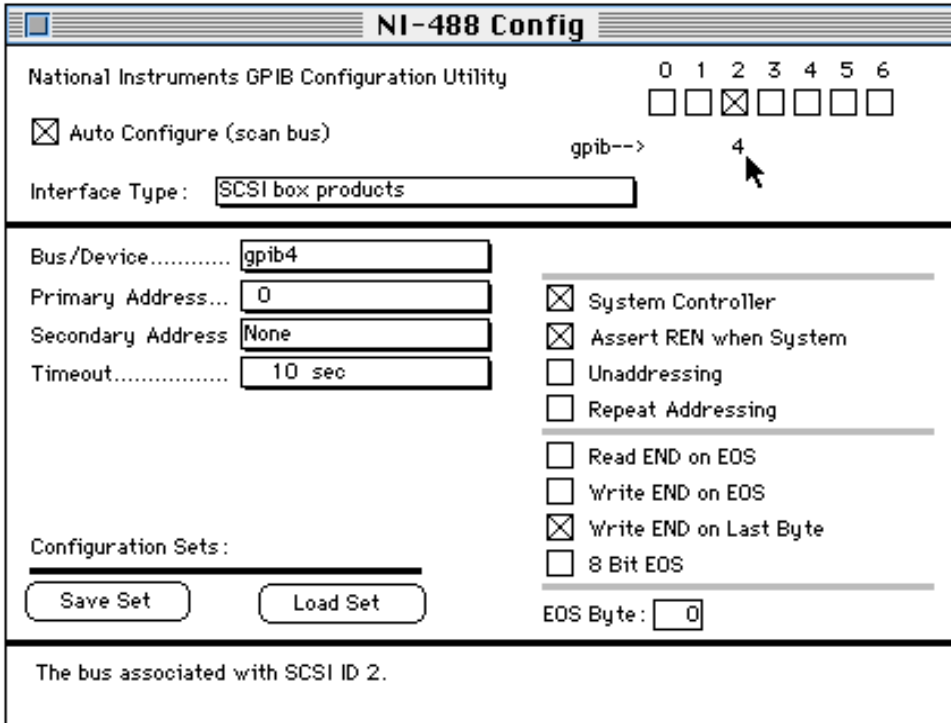 NI-488 Config
National Instruments GPIB Configuration Utility
0 1 2 3 4 5 6
Auto Configure (scan bus)
gpib-->
4
Interface Type:
SCSI box products
Bus/Device............ gpib4
Primary Address... 0
Secondary Address None
Timeout................ 10 sec
System Controller
Assert REN when System
Unaddressing
Repeat Addressing
Read END on EOS
Write END on EOS
Write END on Last Byte
8 Bit EOS
EOS Byte: 0
Configuration Sets:
Save Set
Load Set
The bus associated with SCSI ID 2.